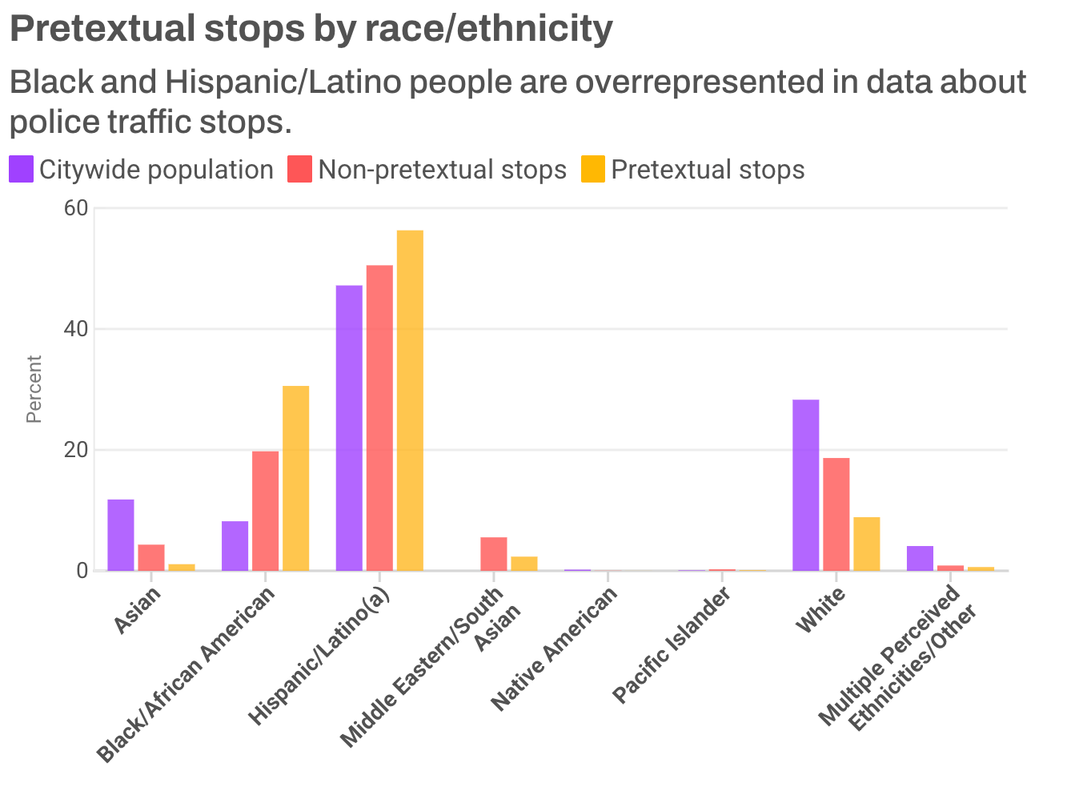 Pretextual stops by race/ethnicity
Black and Hispanic/Latino people are overrepresented in data about
police traffic stops.
Citywide population Non-pretextual stops Pretextual stops
60
40
20
0
Percent
Asian
Black/African American
Hispanic/Latino(a)
Middle Eastern/South
Asian
Native American
Pacific Islander
White
Multiple Perceived
Ethnicities/Other